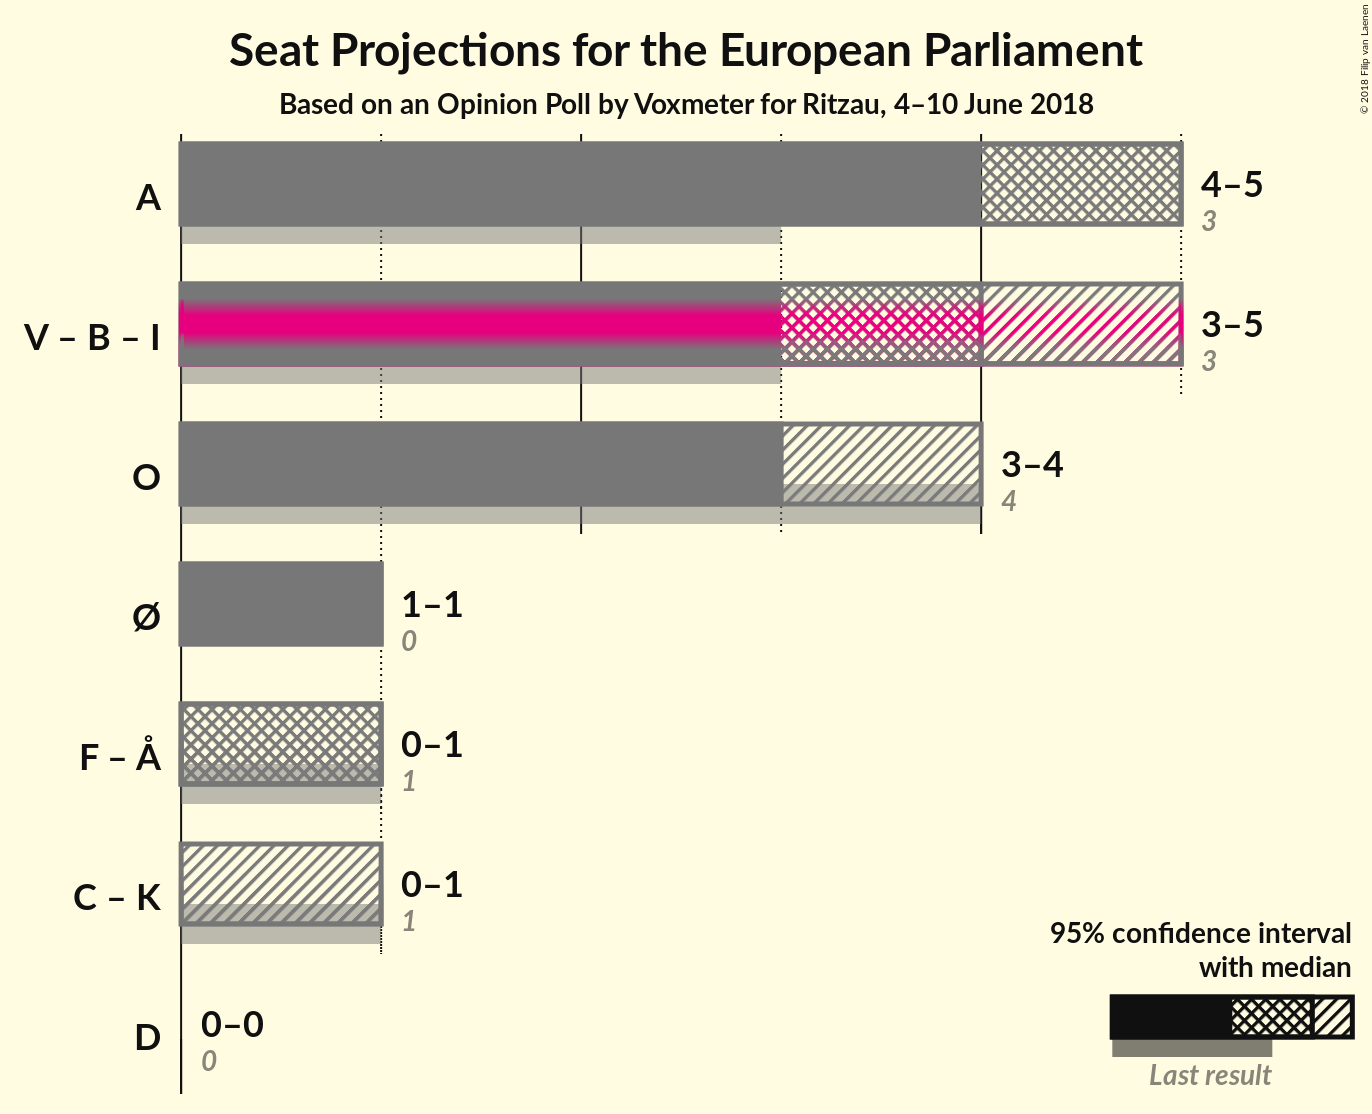 Seat Projections for the European Parliament
Based on an Opinion Poll by Voxmeter for Ritzau, 4–10 June 2018
© 2018 Filip van Laenen
A
4–5
3
V – B – I
3–5
3
O
3–4
4
Ø
1–1
0
F – Å
0–1
1
C – K
0–1
1
D
0–0
0
95% confidence interval
with median
Last result